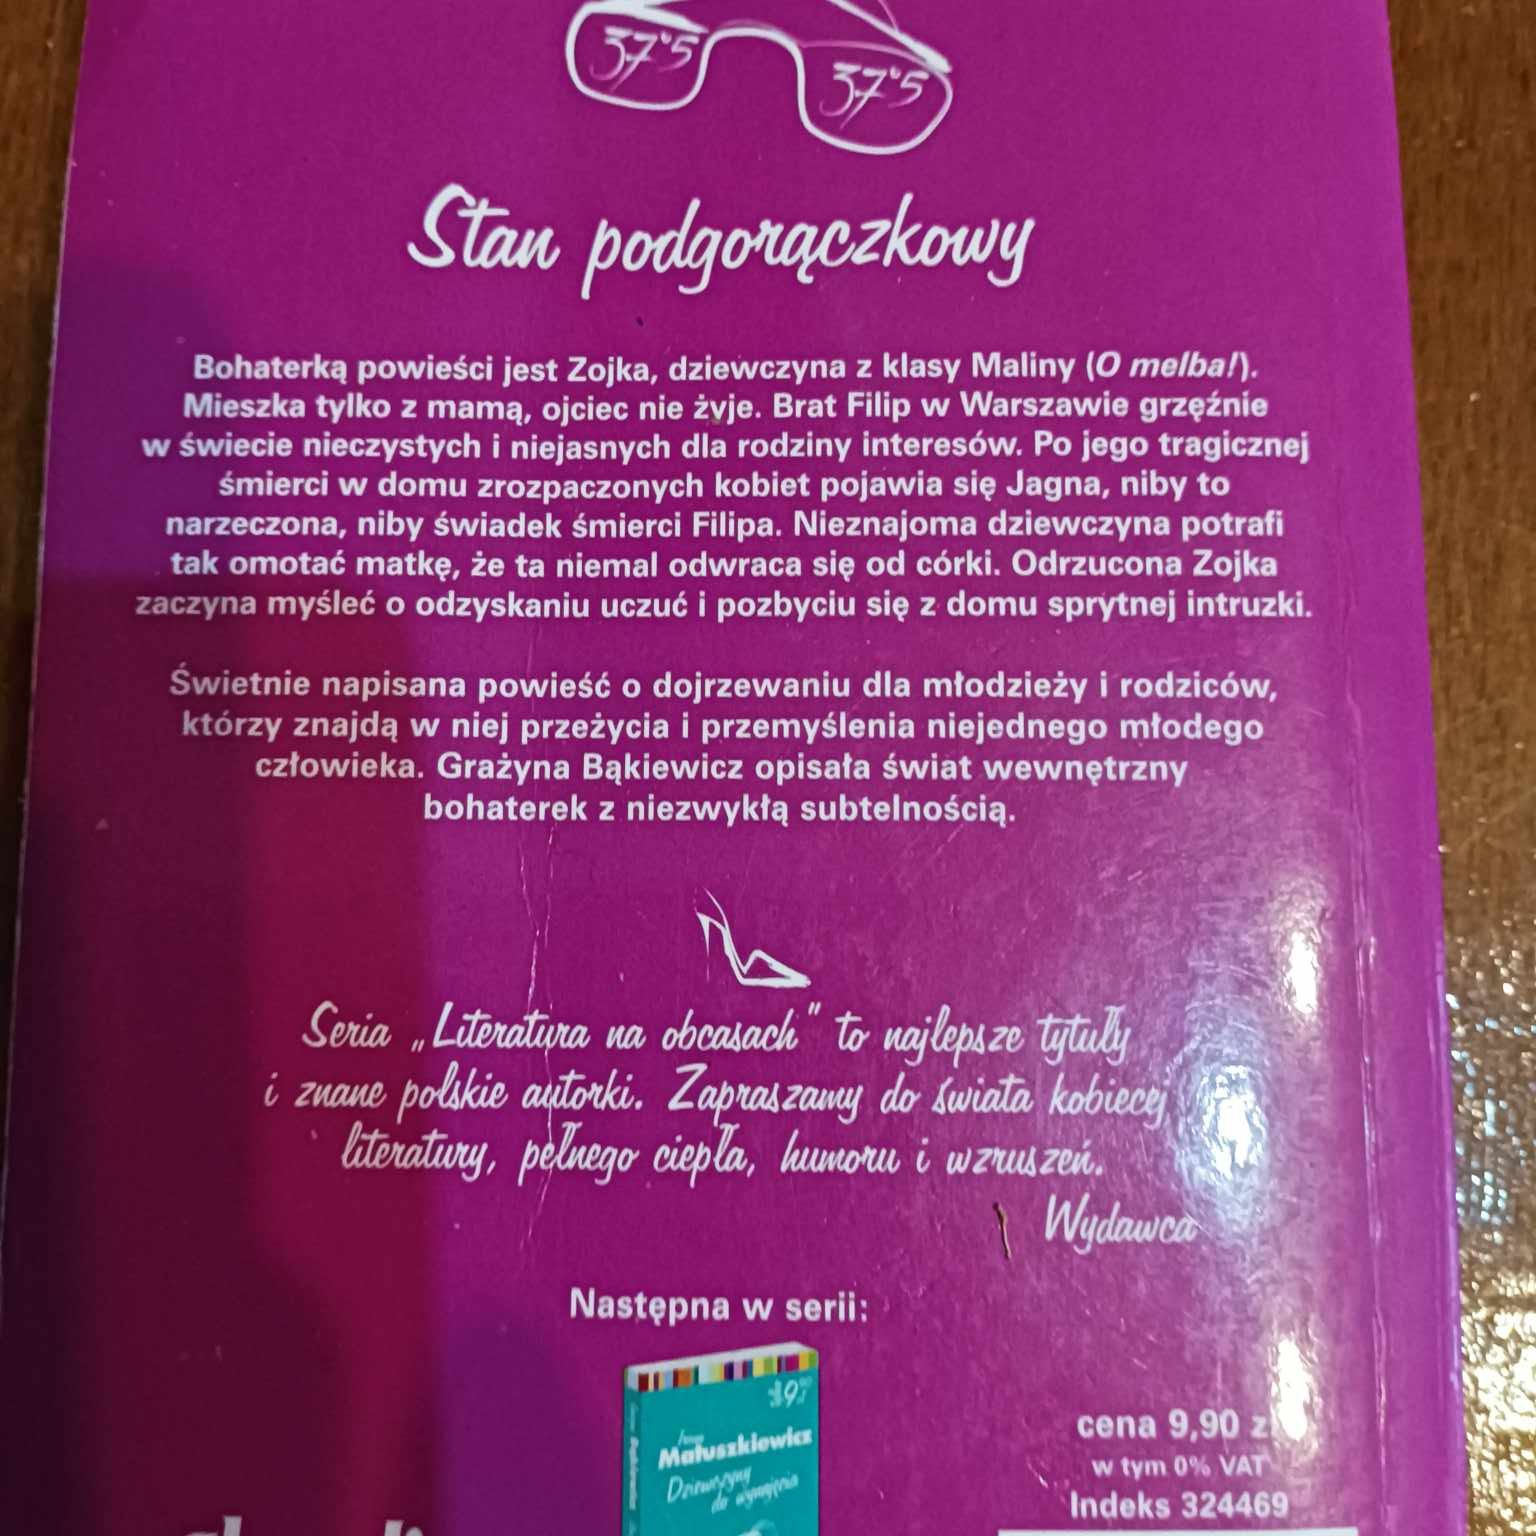 37°5
37°5
Stan podgorączkowy
Bohaterką powieści jest Zojka, dziewczyna z klasy Maliny (O melba!).
Mieszka tylko z mamą, ojciec nie żyje. Brat Filip w Warszawie grzęźnie
w świecie nieczystych i niejasnych dla rodziny interesów. Po jego tragicznej
śmierci w domu zrozpaczonych kobiet pojawia się Jagna, niby to
narzeczona, niby świadek śmierci Filipa. Nieznajoma dziewczyna potrafi
tak omotać matkę, że ta niemal odwraca się od córki. Odrzucona Zojka
zaczyna myśleć o odzyskaniu uczuć i pozbyciu się z domu sprytnej intruzki.
Świetnie napisana powieść o dojrzewaniu dla młodzieży i rodziców,
którzy znajdą w niej przeżycia i przemyślenia niejednego młodego
człowieka. Grażyna Bąkiewicz opisała świat wewnętrzny
bohaterek z niezwykłą subtelnością.
Seria „Literatura na obcasach" to najlepsze tytuły
i znane polskie autorki. Zapraszamy do świata kobiecej
literatury, pełnego ciepła, humoru i wzruszeń.
Wydawca
Następna w serii:
Matuszkiewicz
Dziewczyny
do wynajęcia
cena 9,90 z
w tym 0% VAT
Indeks 324469